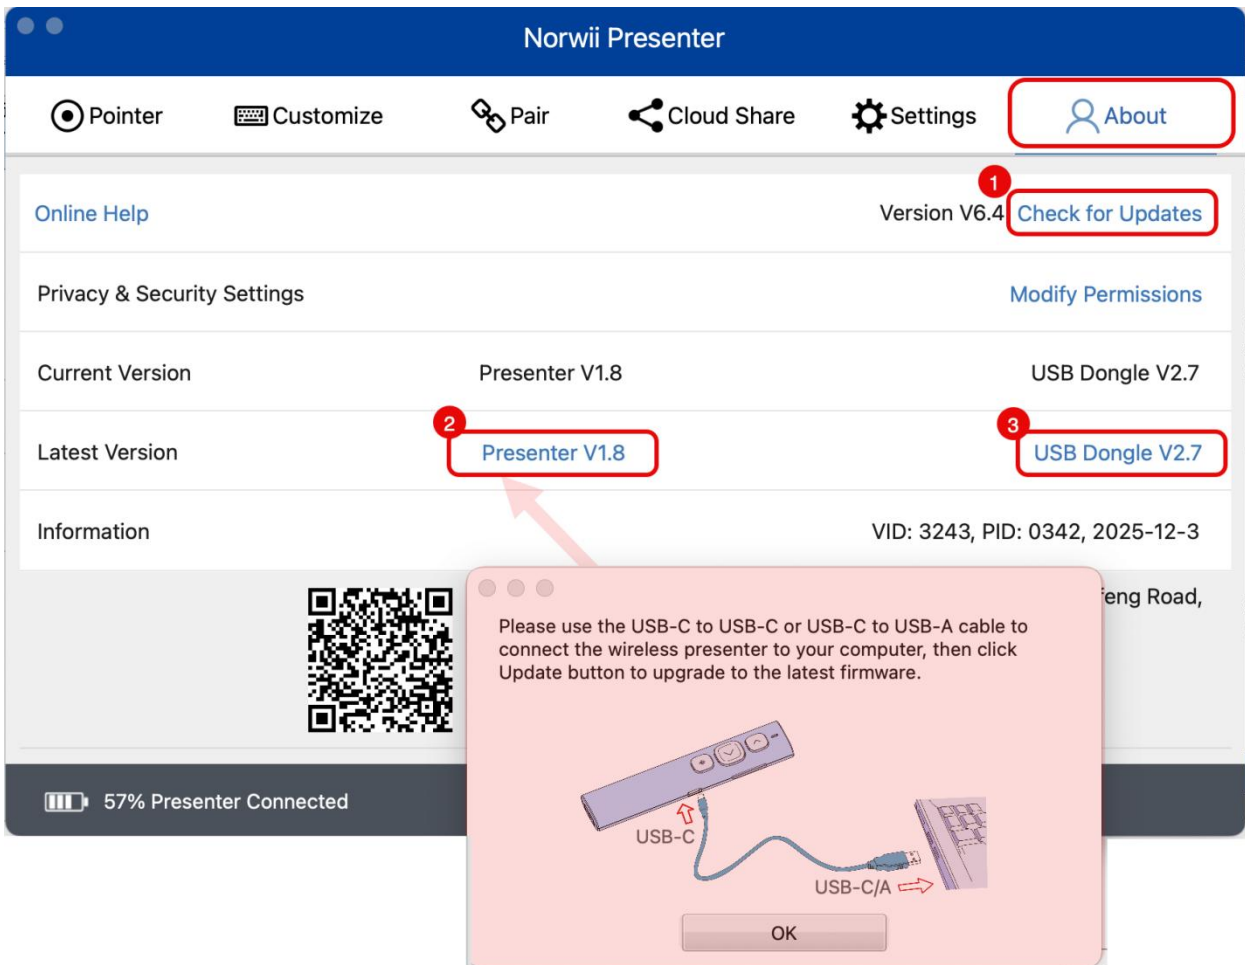 Norwii Presenter
Pointer Customize Pair Cloud Share Settings About
1
Online Help Version V6.4 Check for Updates
Privacy & Security Settings Modify Permissions
Current Version Presenter V1.8 USB Dongle V2.7
2 3
Latest Version Presenter V1.8 USB Dongle V2.7
Information VID: 3243, PID: 0342, 2025-12-3
feng Road,
Please use the USB-C to USB-C or USB-C to USB-A cable to
connect the wireless presenter to your computer, then click
Update button to upgrade to the latest firmware.
USB-C
USB-C/A
OK
57% Presenter Connected